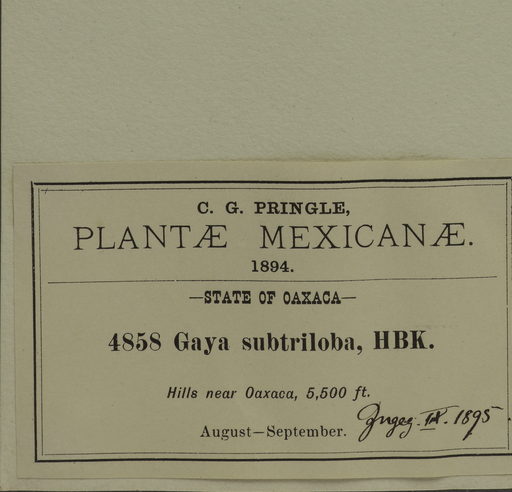 C. G. PRINGLE,
PLANTÆ MEXICANÆ.
1894.
—STATE OF OAXACA—
4858 Gaya subtriloba, HBK.
Hills near Oaxaca, 5,500 ft.
August—September.
IX. 1895